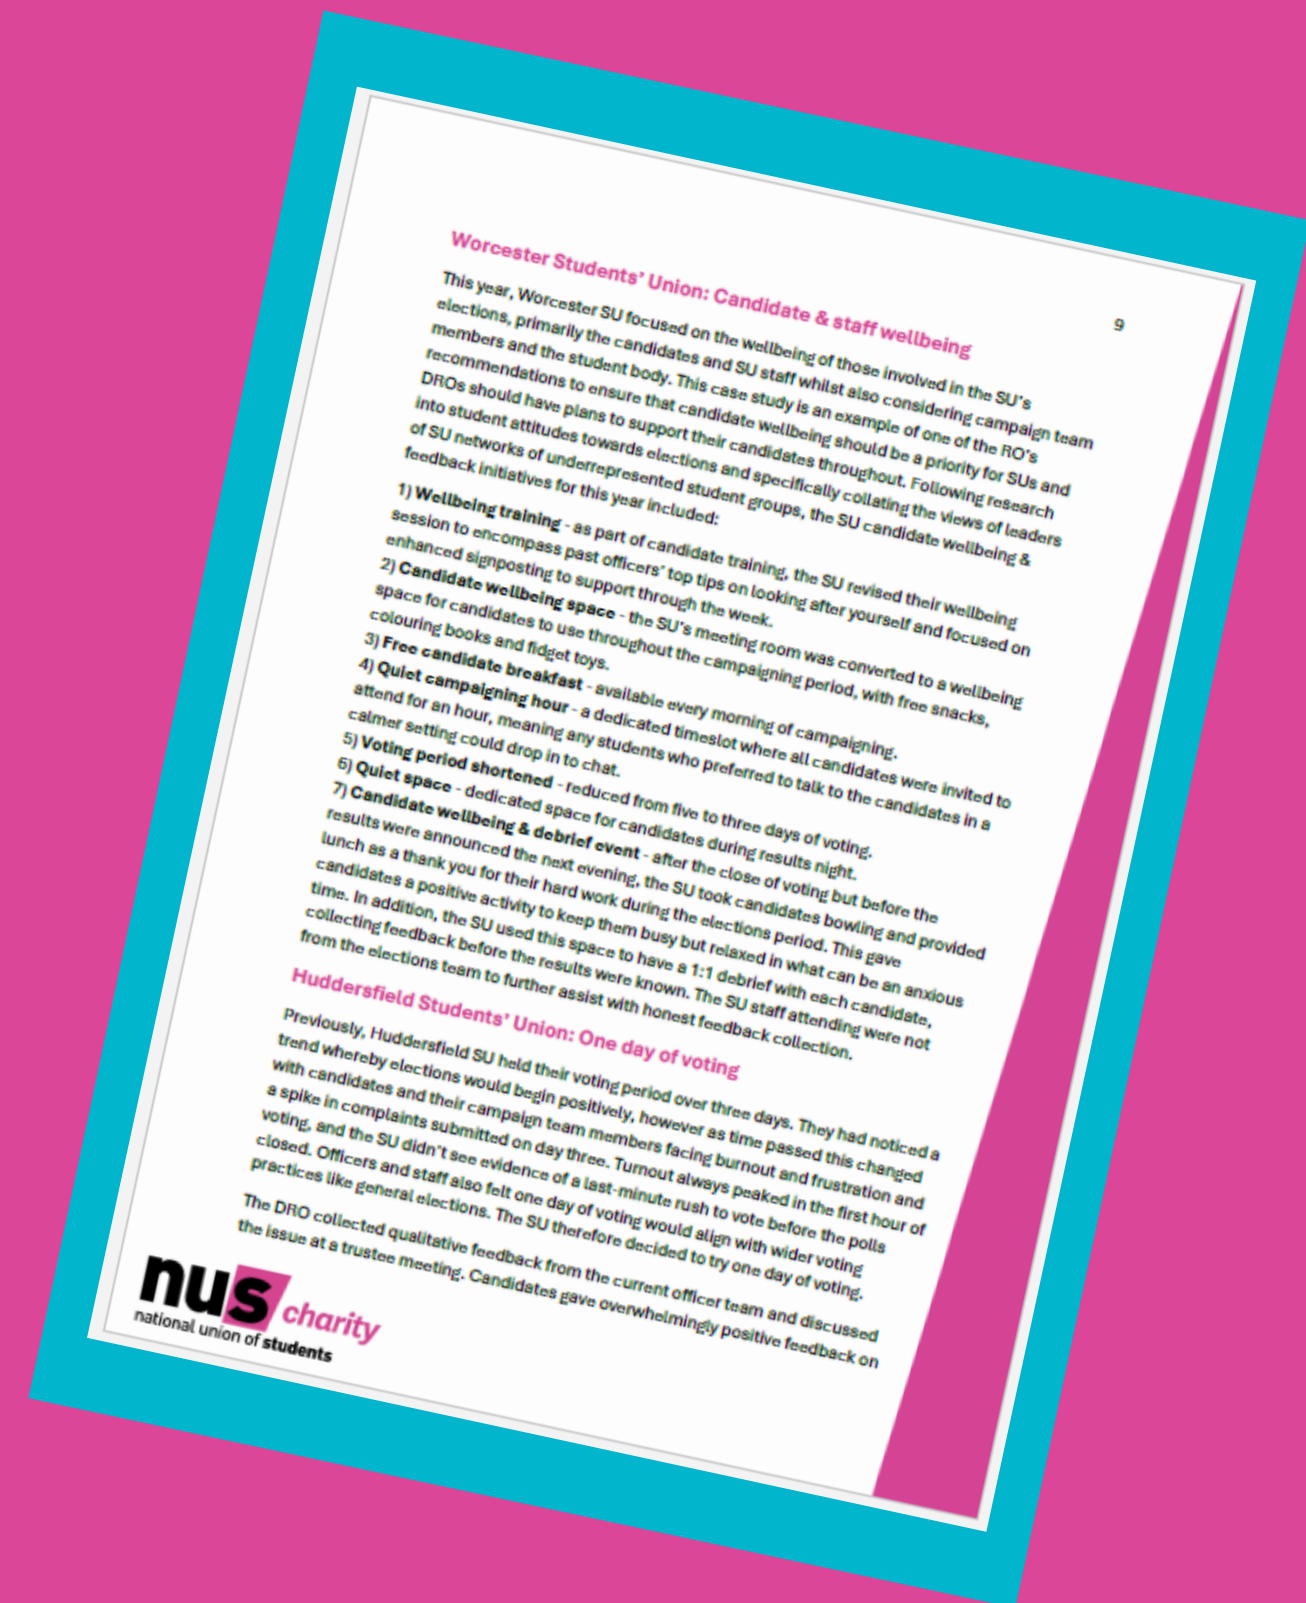 9
Worcester Students’ Union: Candidate & staff wellbeing
This year, Worcester SU focused on the wellbeing of those involved in the SU’s
elections, primarily the candidates and SU staff whilst also considering campaign team
members and the student body. This case study is an example of one of the RO’s
recommendations to ensure that candidate wellbeing should be a priority for SUs and
DROs should have plans to support their candidates throughout. Following research
into student attitudes towards elections and specifically collating the views of leaders
of SU networks of underrepresented student groups, the SU candidate wellbeing &
feedback initiatives for this year included:
1) Wellbeing training - as part of candidate training, the SU revised their wellbeing
session to encompass past officers’ top tips on looking after yourself and focused on
enhanced signposting to support through the week.
2) Candidate wellbeing space - the SU’s meeting room was converted to a wellbeing
space for candidates to use throughout the campaigning period, with free snacks,
colouring books and fidget toys.
3) Free candidate breakfast - available every morning of campaigning.
4) Quiet campaigning hour - a dedicated timeslot where all candidates were invited to
attend for an hour, meaning any students who preferred to talk to the candidates in a
calmer setting could drop in to chat.
5) Voting period shortened - reduced from five to three days of voting.
6) Quiet space - dedicated space for candidates during results night.
7) Candidate wellbeing & debrief event - after the close of voting but before the
results were announced the next evening, the SU took candidates bowling and provided
lunch as a thank you for their hard work during the elections period. This gave
candidates a positive activity to keep them busy but relaxed in what can be an anxious
time. In addition, the SU used this space to have a 1:1 debrief with each candidate,
collecting feedback before the results were known. The SU staff attending were not
from the elections team to further assist with honest feedback collection.
Huddersfield Students’ Union: One day of voting
Previously, Huddersfield SU held their voting period over three days. They had noticed a
trend whereby elections would begin positively, however as time passed this changed
with candidates and their campaign team members facing burnout and frustration and
a spike in complaints submitted on day three. Turnout always peaked in the first hour of
voting, and the SU didn’t see evidence of a last-minute rush to vote before the polls
closed. Officers and staff also felt one day of voting would align with wider voting
practices like general elections. The SU therefore decided to try one day of voting.
The DRO collected qualitative feedback from the current officer team and discussed
the issue at a trustee meeting. Candidates gave overwhelmingly positive feedback on
nus charity
national union of students